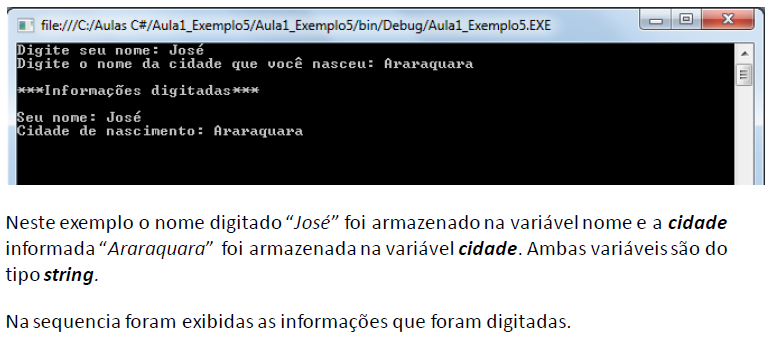 file:///C:/Aulas C#/Aula1_Exemplo5/Aula1_Exemplo5/bin/Debug/Aula1_Exemplo5.EXE
Digite seu nome: José
Digite o nome da cidade que você nasceu: Araraquara
***Informações digitadas***
Seu nome: José
Cidade de nascimento: Araraquara
Neste exemplo o nome digitado “José” foi armazenado na variável nome e a cidade
informada “Araraquara” foi armazenada na variável cidade. Ambas variáveis são do
tipo string.
Na sequencia foram exibidas as informações que foram digitadas.